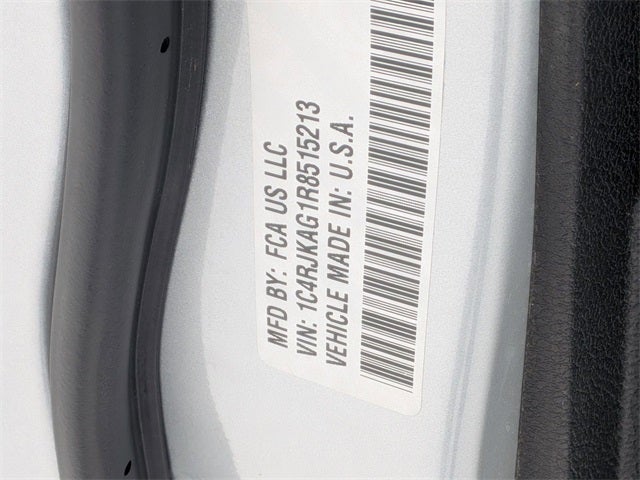 MFD BY: FCA US LLC
VIN: 1C4RJKAG1R8515213
VEHICLE MADE IN: U.S.A.